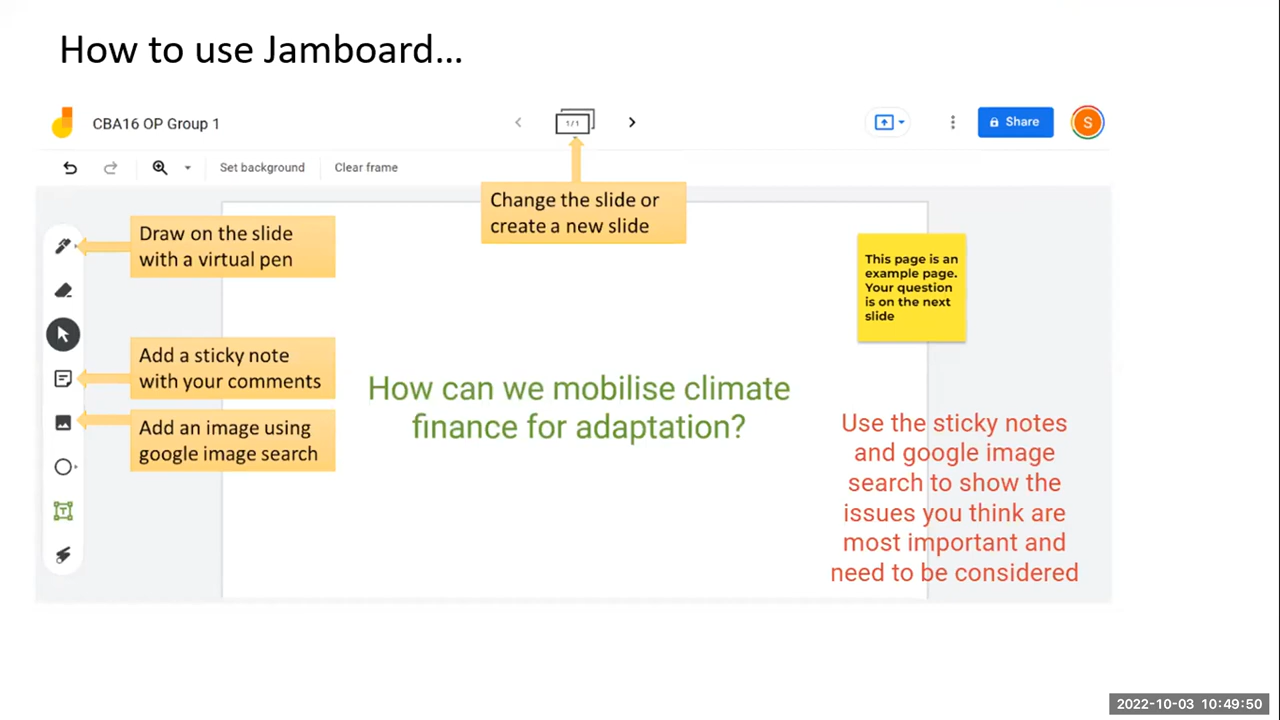 How to use Jamboard...
CBA16 OP Group 1
1/1
Share
S
Set background
Clear frame
Change the slide or
create a new slide
Draw on the slide
with a virtual pen
This page is an
example page.
Your question
is on the next
slide
Add a sticky note
with your comments
Add an image using
google image search
How can we mobilise climate
finance for adaptation?
Use the sticky notes
and google image
search to show the
issues you think are
most important and
need to be considered
T
2022-10-03 10:49:50